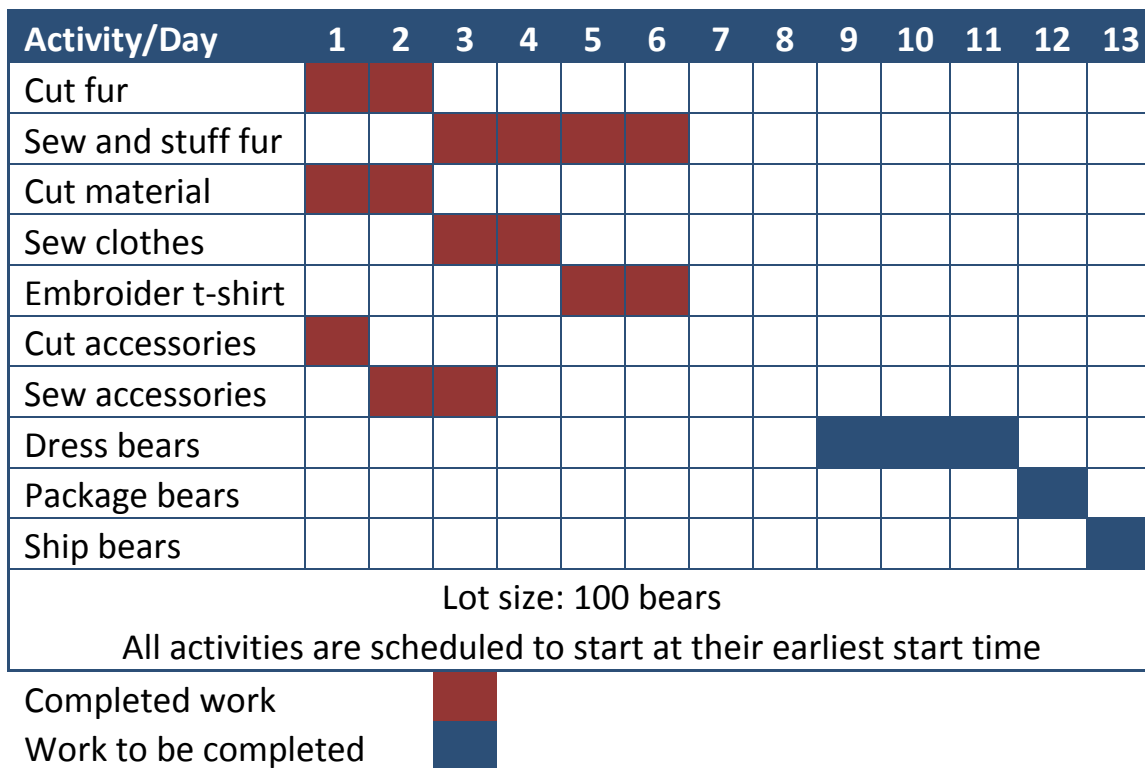 Activity/Day 1 2 3 4 5 6 7 8 9 10 11 12 13
Cut fur
Sew and stuff fur
Cut material
Sew clothes
Embroider t-shirt
Cut accessories
Sew accessories
Dress bears
Package bears
Ship bears
Lot size: 100 bears
All activities are scheduled to start at their earliest start time
Completed work
Work to be completed